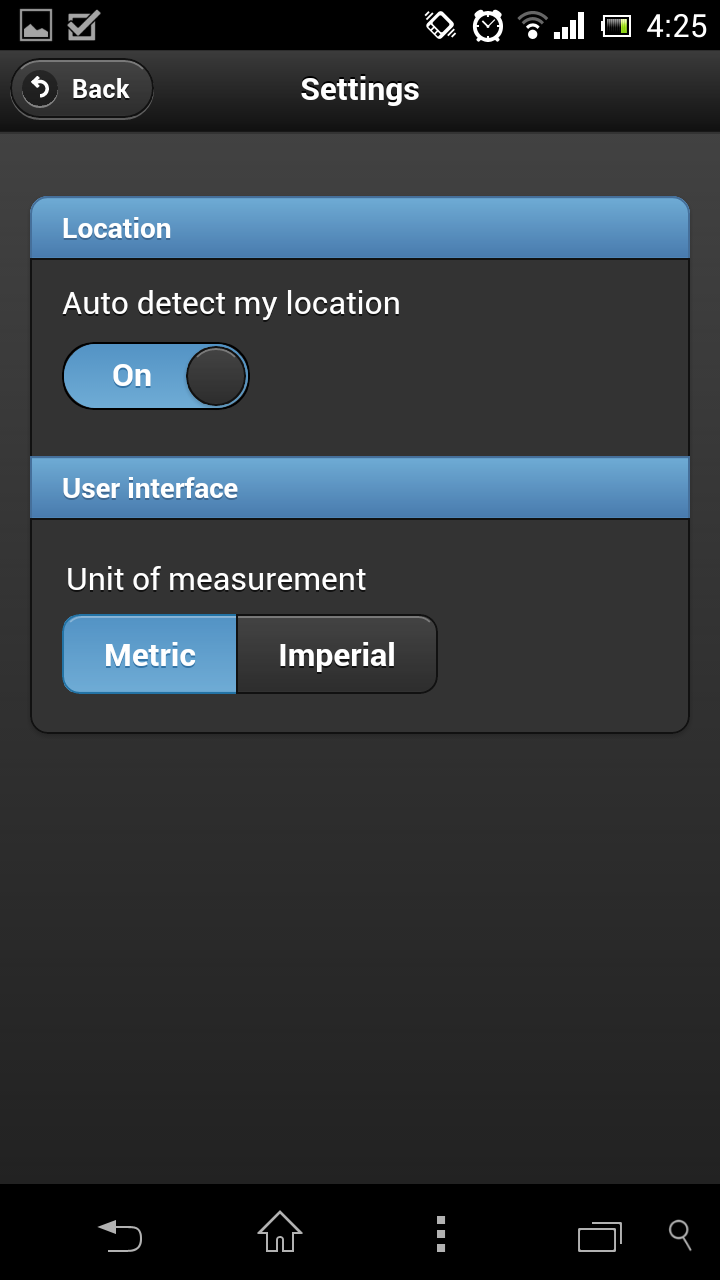 4:25
Back
Settings
Location
Auto detect my location
On
User interface
Unit of measurement
Metric Imperial